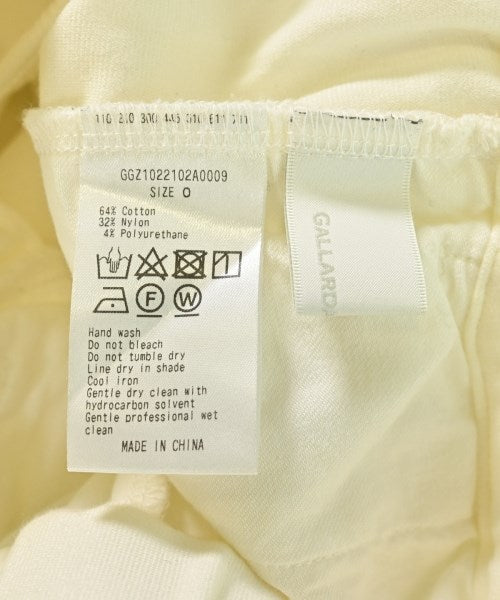 GGZ1022102A0009
SIZE 0
64% Cotton
32% Nylon
4% Polyurethane
F W
Hand wash
Do not bleach
Do not tumble dry
Line dry in shade
Cool iron
Gentle dry clean with
hydrocarbon solvent
Gentle professional wet
clean
MADE IN CHINA
GALLARD